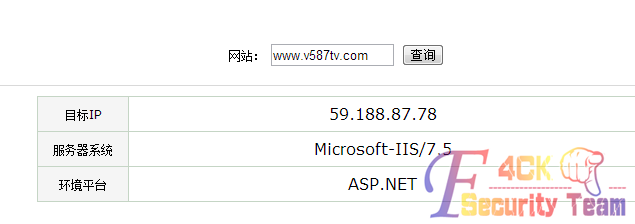 网站： www.v587tv.com 查询
目标IP 59.188.87.78
服务器系统 Microsoft-IIS/7.5
环境平台 ASP.NET
F4CK
Security Team